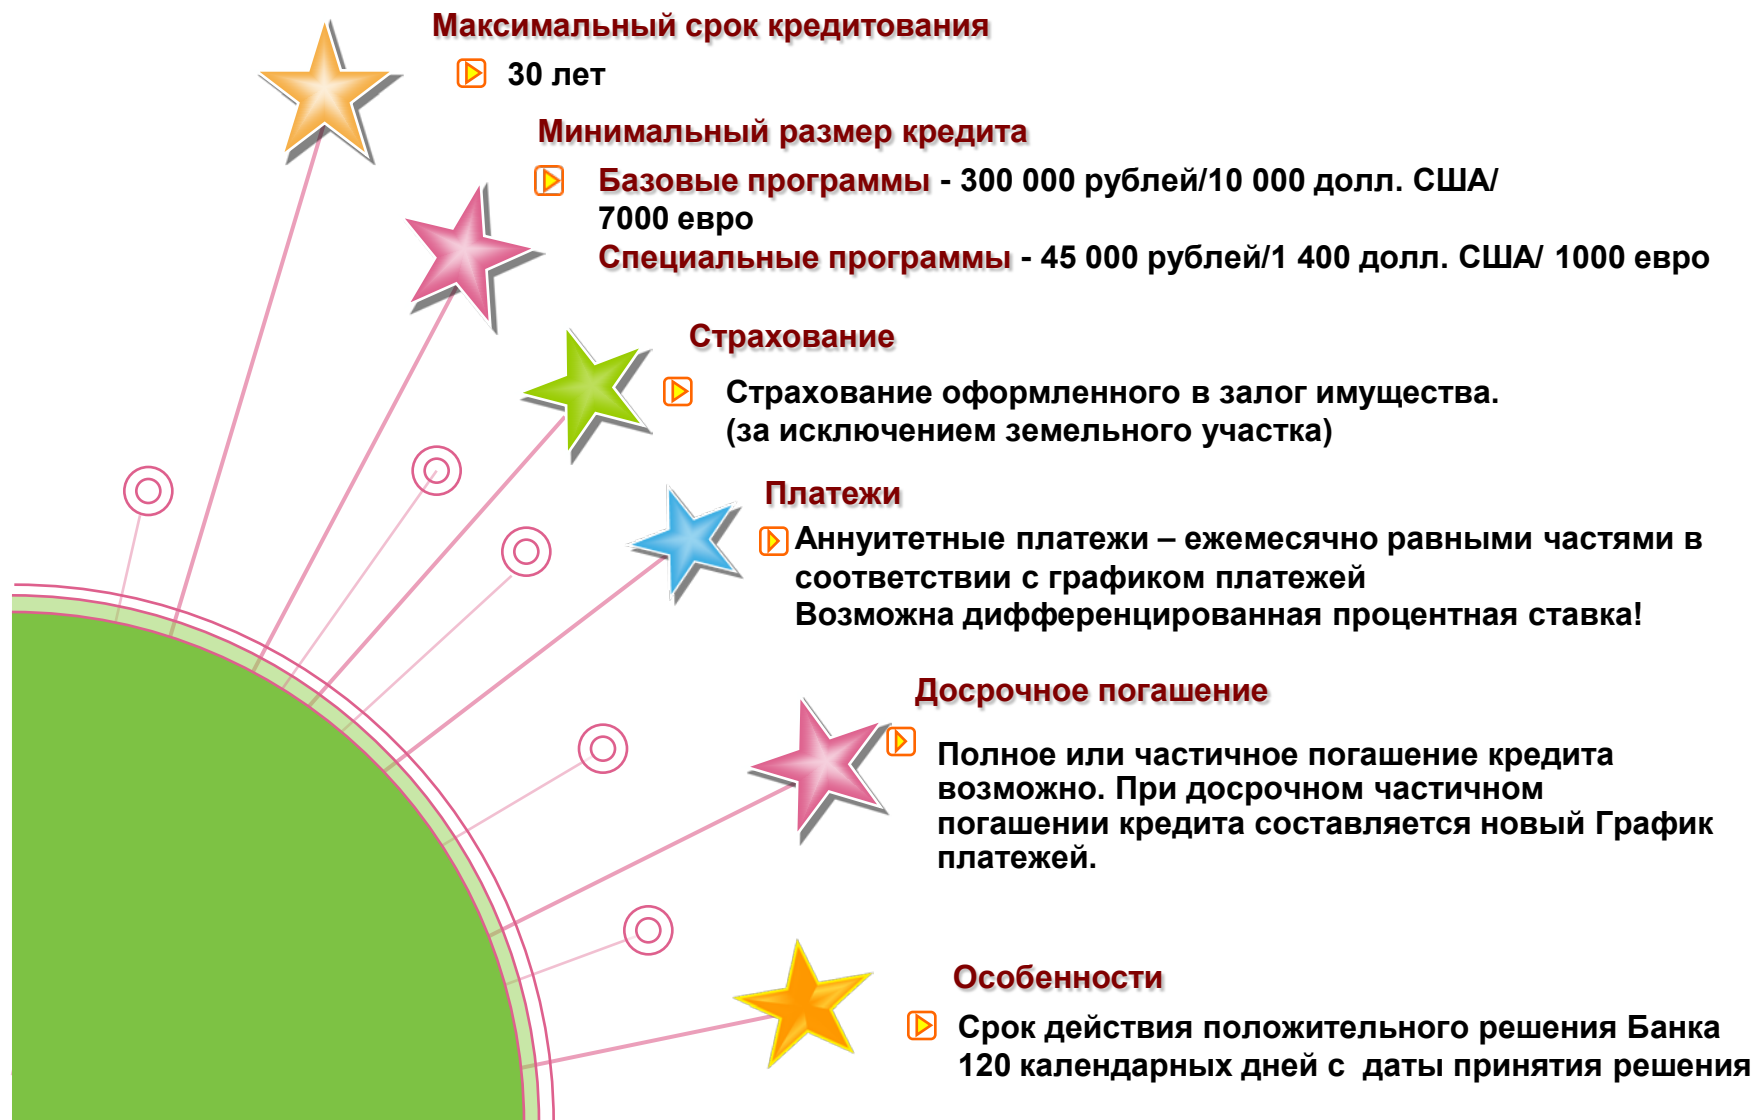 Максимальный срок кредитования
30 лет
Минимальный размер кредита
Базовые программы - 300 000 рублей/10 000 долл. США/
7000 евро
Специальные программы - 45 000 рублей/1 400 долл. США/ 1000 евро
Страхование
Страхование оформленного в залог имущества.
(за исключением земельного участка)
Платежи
Аннуитетные платежи – ежемесячно равными частями в
соответствии с графиком платежей
Возможна дифференцированная процентная ставка!
Досрочное погашение
Полное или частичное погашение кредита
возможно. При досрочном частичном
погашении кредита составляется новый График
платежей.
Особенности
Срок действия положительного решения Банка
120 календарных дней с  даты принятия решения